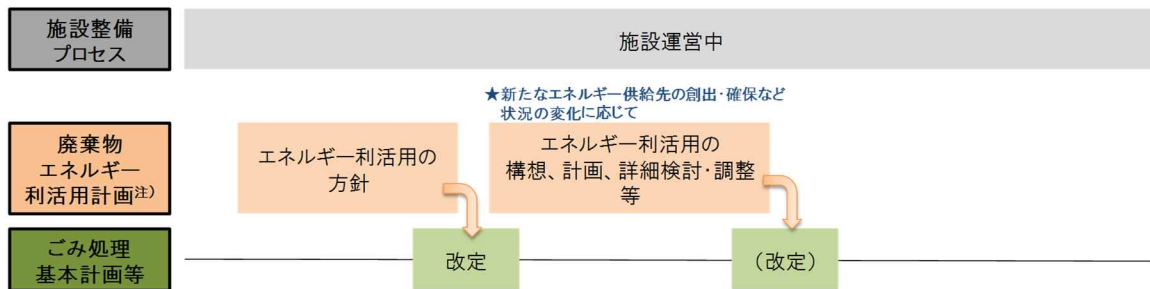 施設整備
プロセス
施設運営中
★新たなエネルギー供給先の創出・確保など
状況の変化に応じて
廃棄物
エネルギー
利活用計画注)
エネルギー利活用の
方針
エネルギー利活用の
構想、計画、詳細検討・調整
等
ごみ処理
基本計画等
改定
（改定）